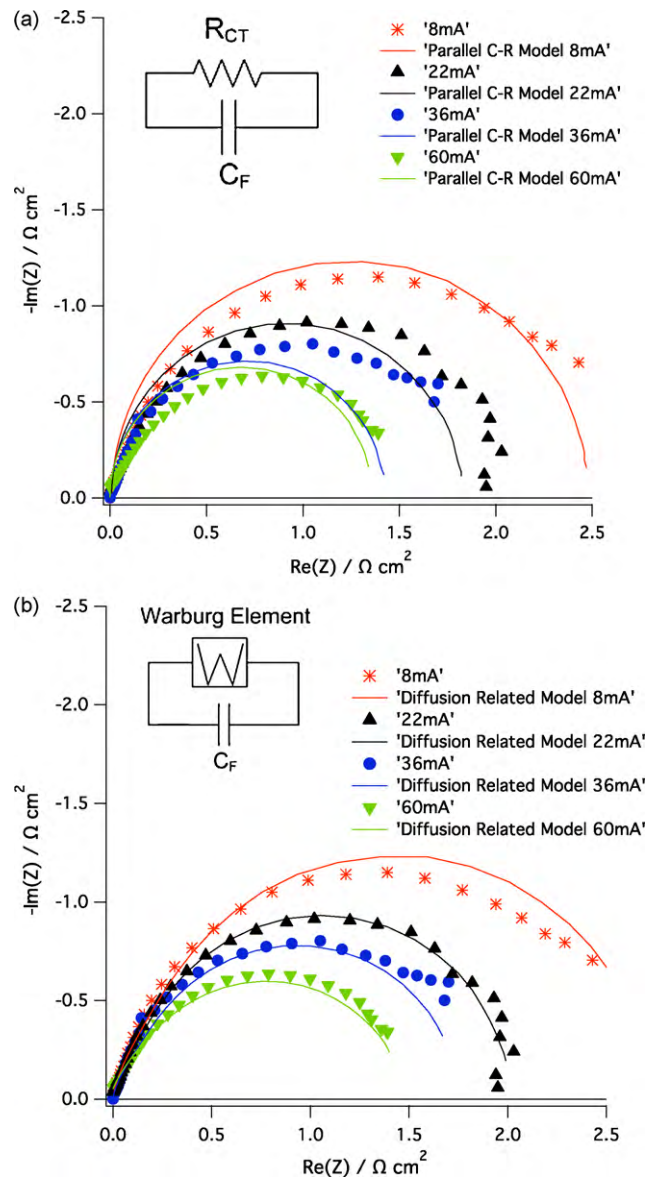 (a)
-2.5
-2.0
-1.5
-1.0
-0.5
0.0
-Im(Z) / Ω cm²
R_CT
C_F
'8mA'
'Parallel C-R Model 8mA'
'22mA'
'Parallel C-R Model 22mA'
'36mA'
'Parallel C-R Model 36mA'
'60mA'
'Parallel C-R Model 60mA'
0.0 0.5 1.0 1.5 2.0 2.5
Re(Z) / Ω cm²
(b)
-2.5
-2.0
-1.5
-1.0
-0.5
0.0
-Im(Z) / Ω cm²
Warburg Element
W
C_F
'8mA'
'Diffusion Related Model 8mA'
'22mA'
'Diffusion Related Model 22mA'
'36mA'
'Diffusion Related Model 36mA'
'60mA'
'Diffusion Related Model 60mA'
0.0 0.5 1.0 1.5 2.0 2.5
Re(Z) / Ω cm²